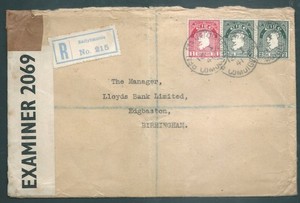 R
No. 215
EXAMINER 2069
The Manager,
Lloyds Bank Limited,
Edgbaston,
BIRMINGHAM.